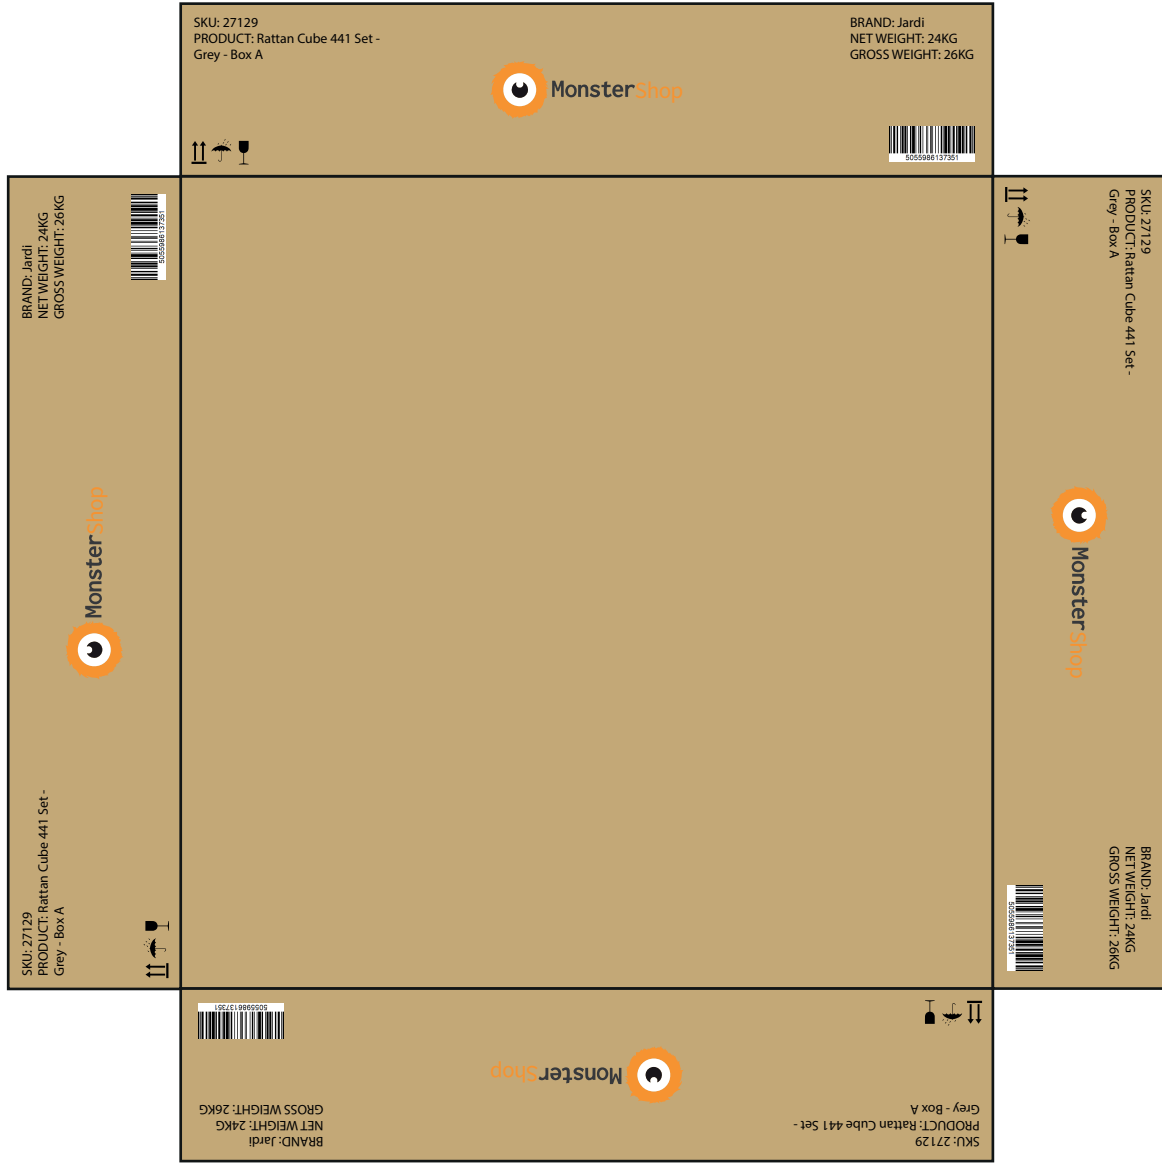 SKU: 27129
PRODUCT: Rattan Cube 441 Set -
Grey - Box A
BRAND: Jardi
NET WEIGHT: 24KG
GROSS WEIGHT: 26KG
MonsterShop
5055986137351
BRAND: Jardi
NET WEIGHT: 24KG
GROSS WEIGHT: 26KG
5055986137351
MonsterShop
SKU: 27129
PRODUCT: Rattan Cube 441 Set -
Grey - Box A
SKU: 27129
PRODUCT: Rattan Cube 441 Set -
Grey - Box A
MonsterShop
BRAND: Jardi
NET WEIGHT: 24KG
GROSS WEIGHT: 26KG
5055986137351
SKU: 27129
PRODUCT: Rattan Cube 441 Set -
Grey - Box A
BRAND: Jardi
NET WEIGHT: 24KG
GROSS WEIGHT: 26KG
MonsterShop
5055986137351